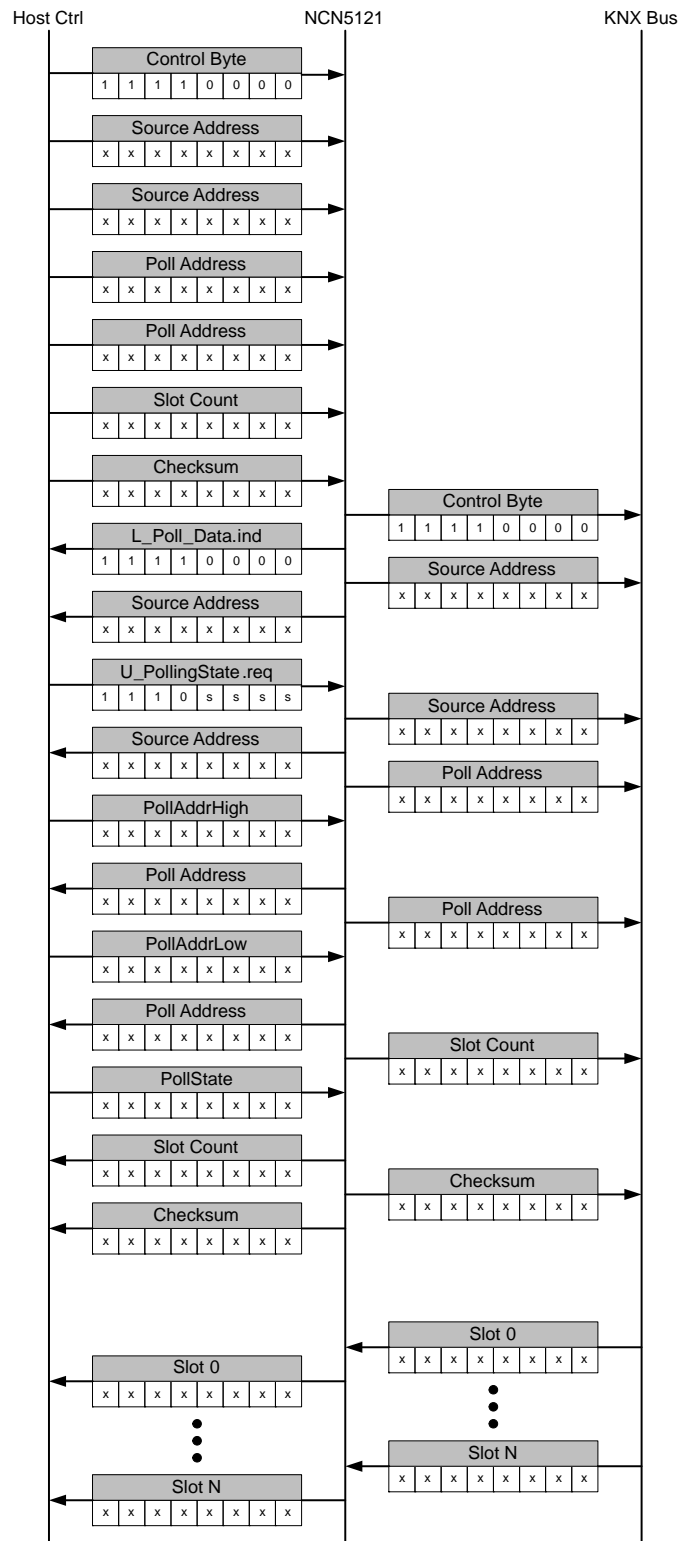 Host Ctrl NCN5121 KNX Bus
Control Byte
1 1 1 1 0 0 0 0
Source Address
x x x x x x x x
Source Address
x x x x x x x x
Poll Address
x x x x x x x x
Poll Address
x x x x x x x x
Slot Count
x x x x x x x x
Checksum
x x x x x x x x
Control Byte
1 1 1 1 0 0 0 0
L_Poll_Data.ind
1 1 1 1 0 0 0 0
Source Address
x x x x x x x x
Source Address
x x x x x x x x
U_PollingState.req
1 1 1 0 s s s s
Source Address
x x x x x x x x
Source Address
x x x x x x x x
Poll Address
x x x x x x x x
PollAddrHigh
x x x x x x x x
Poll Address
x x x x x x x x
Poll Address
x x x x x x x x
PollAddrLow
x x x x x x x x
Poll Address
x x x x x x x x
Slot Count
x x x x x x x x
PollState
x x x x x x x x
Slot Count
x x x x x x x x
Checksum
x x x x x x x x
Checksum
x x x x x x x x
Slot 0
x x x x x x x x
Slot 0
x x x x x x x x
Slot N
x x x x x x x x
Slot N
x x x x x x x x